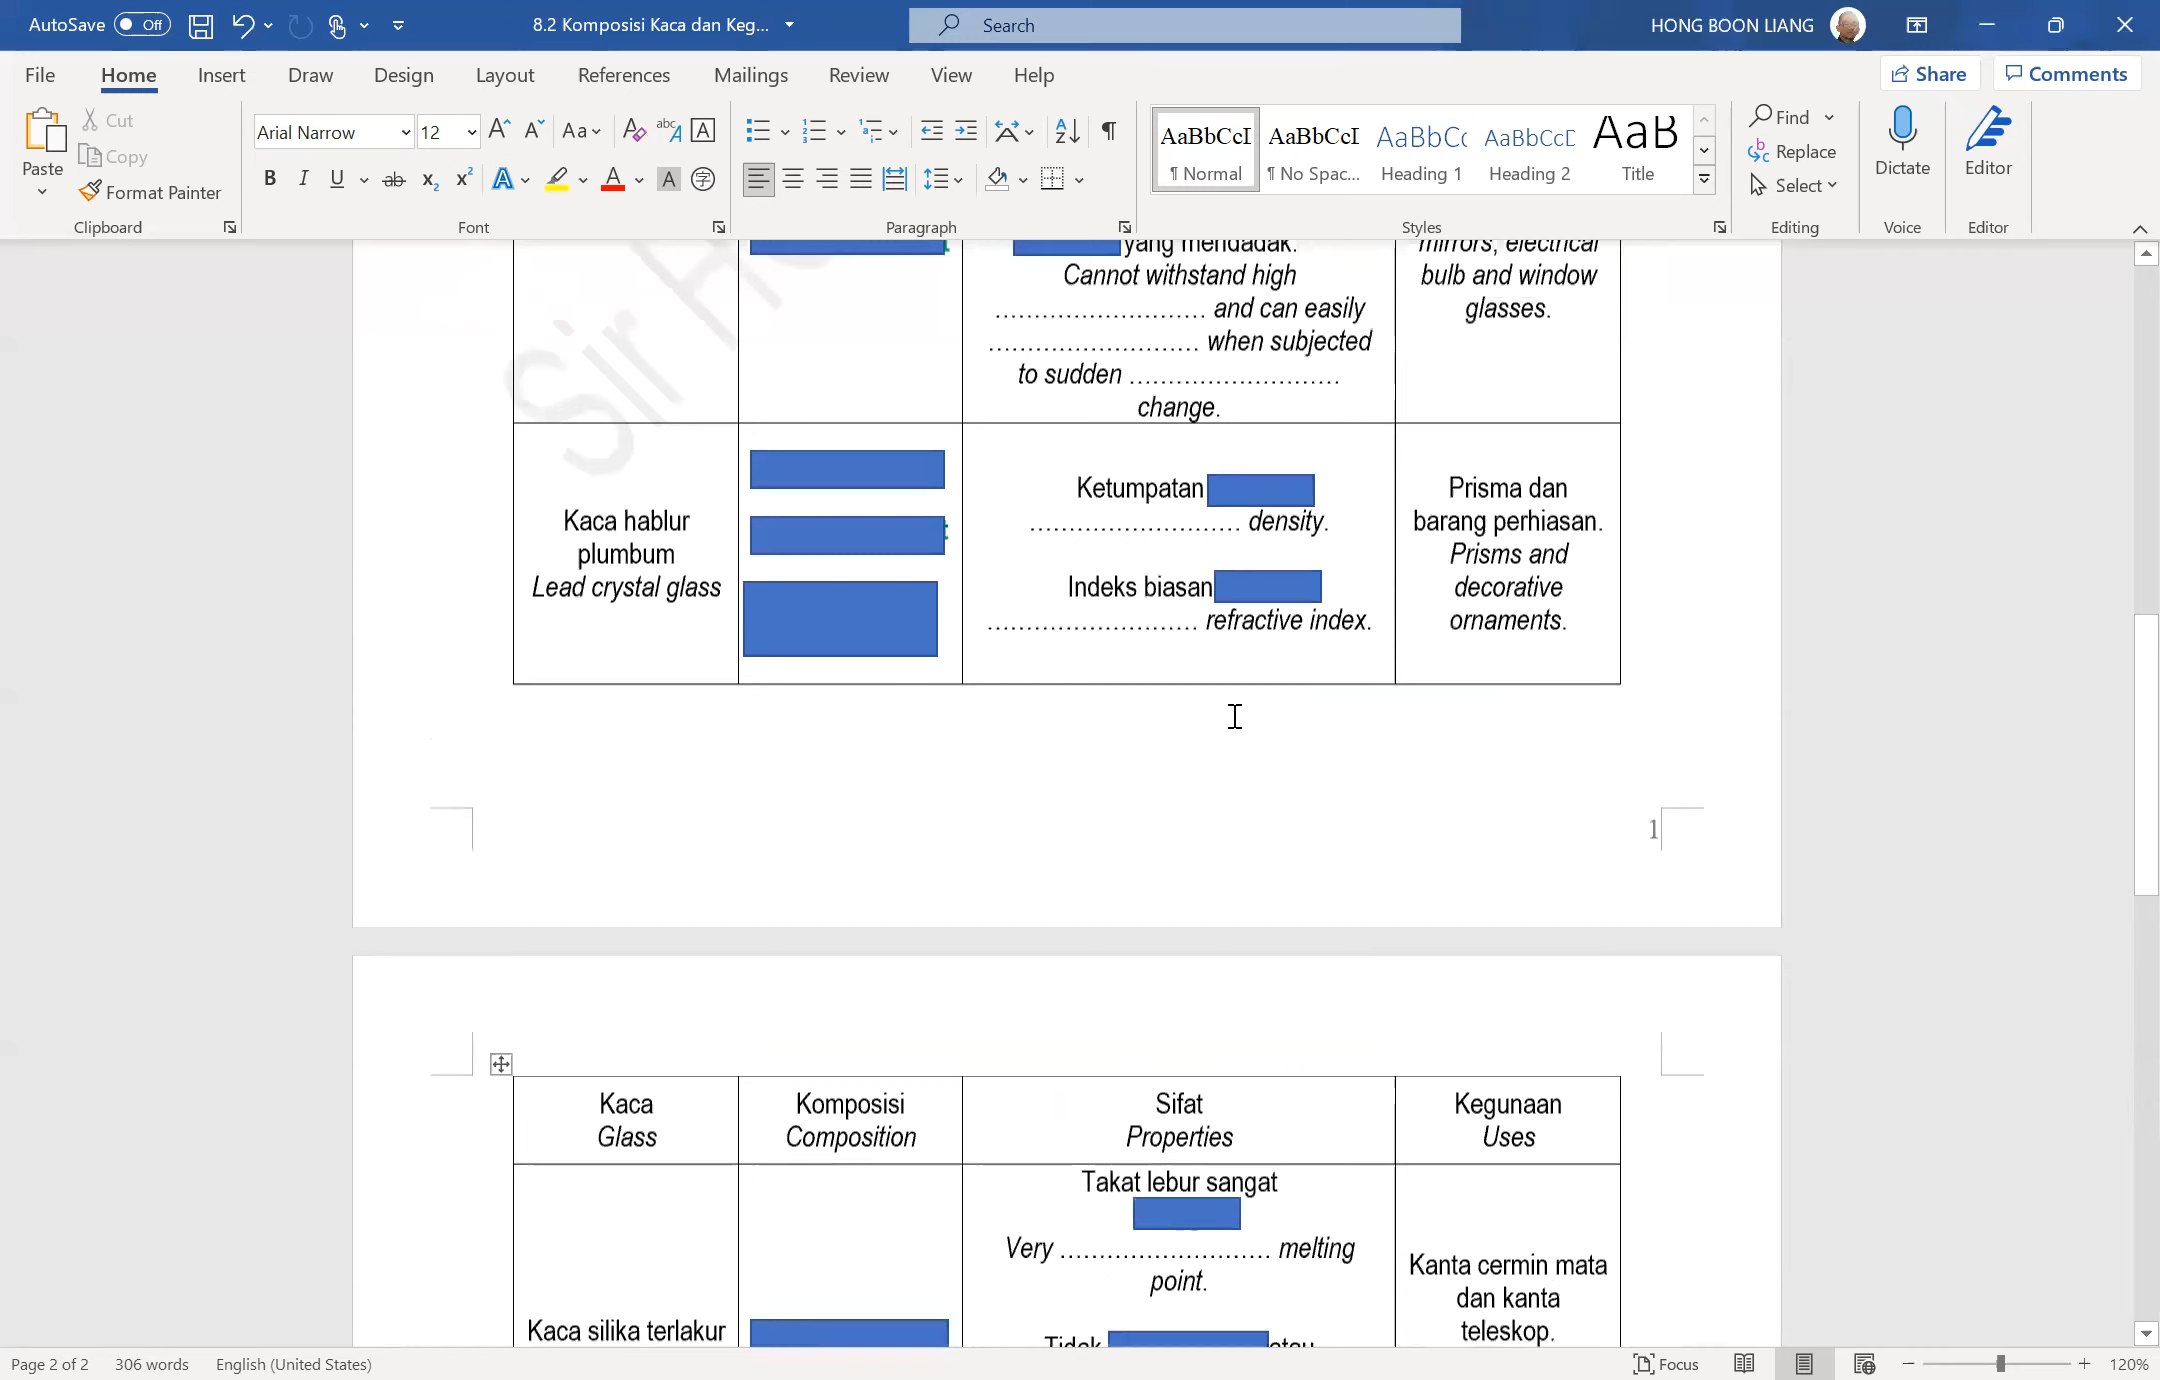 AutoSave Off
8.2 Komposisi Kaca dan Keg...
Search
HONG BOON LIANG
File Home Insert Draw Design Layout References Mailings Review View Help
Share
Comments
Paste
Cut
Copy
Format Painter
Clipboard
Arial Narrow 12
Font
Paragraph
AaBbCcI AaBbCcI AaBbC AaBbCcD AaB
¶ Normal ¶ No Spac... Heading 1 Heading 2 Title
Styles
Find
Replace
Select
Editing
Dictate
Voice
Editor
Editor
Sir
yang mendadak.
Cannot withstand high
........................... and can easily
........................... when subjected
to sudden ...........................
change.
mirrors, electrical
bulb and window
glasses.
Kaca hablur
plumbum
Lead crystal glass
Ketumpatan
........................... density.
Indeks biasan
........................... refractive index.
Prisma dan
barang perhiasan.
Prisms and
decorative
ornaments.
1
Kaca
Glass
Komposisi
Composition
Sifat
Properties
Kegunaan
Uses
Kaca silika terlakur
Takat lebur sangat
Very ........................... melting
point.
Tidak atau
Kanta cermin mata
dan kanta
teleskop.
Page 2 of 2 306 words English (United States)
Focus
120%